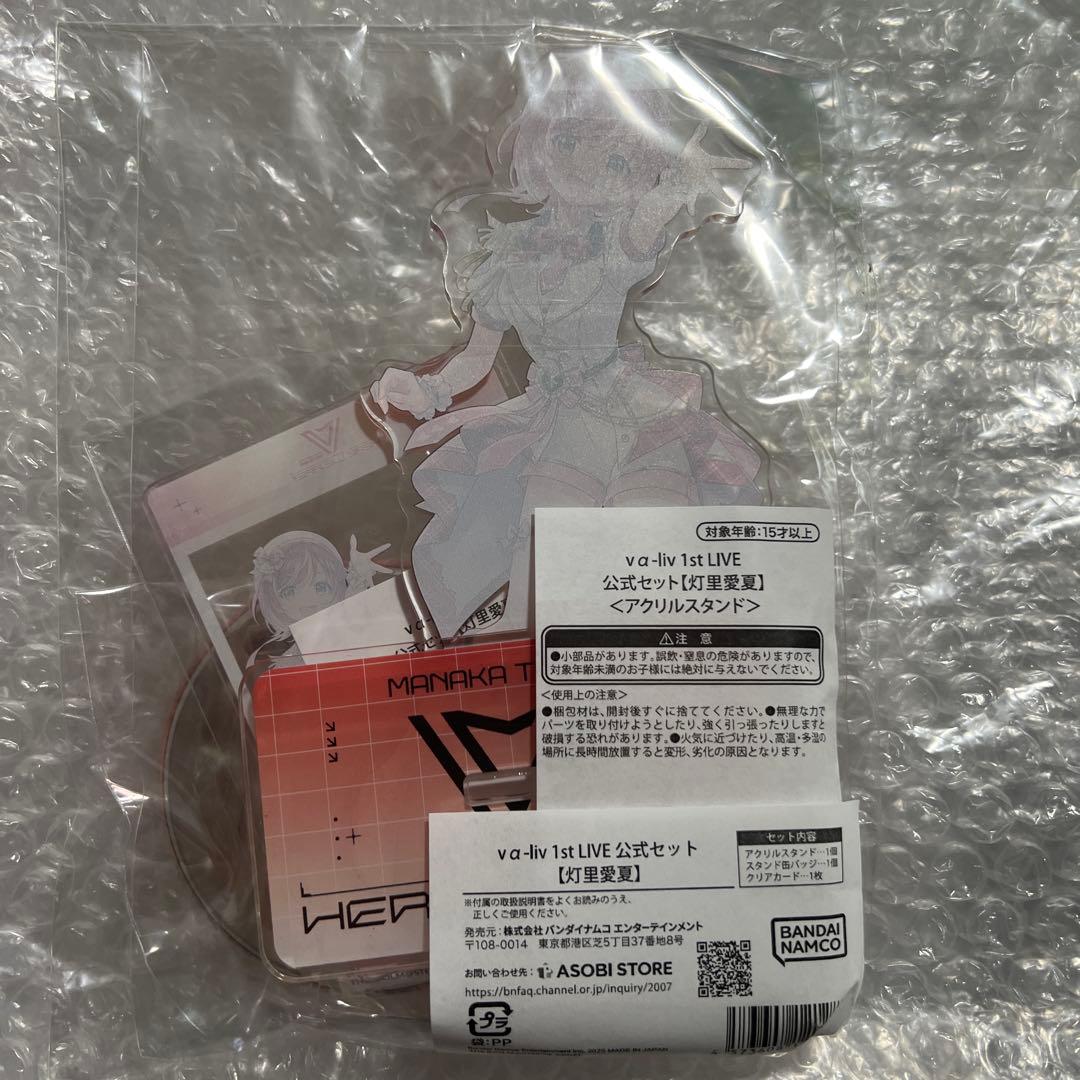 対象年齢:15才以上
vα-liv 1st LIVE
公式セット【灯里愛夏】
<アクリルスタンド>
⚠注 意
●小部品があります。誤飲・窒息の危険がありますので、
対象年齢未満のお子様には絶対に与えないでください。
<使用上の注意>
●梱包材は、開封後すぐに捨ててください。●無理な力で
パーツを取り付けようとしたり、強く引っ張ったりしますと
破損する恐れがあります。●火気に近づけたり、高温・多湿の
場所に長時間放置すると変形、劣化の原因となります。
MANAKA T
vα-liv 1st LIVE 公式セット
【灯里愛夏】
セット内容
アクリルスタンド…1個
スタンド缶バッジ…1個
クリアカード…1枚
※付属の取扱説明書をよくお読みのうえ、
正しくご使用ください。
発売元:株式会社 バンダイナムコ エンターテインメント
〒108-0014 東京都港区芝5丁目37番地8号
BANDAI
NAMCO
お問い合わせ先: ASOBI STORE
https://bnfaq.channel.or.jp/inquiry/2007
プラ
袋:PP